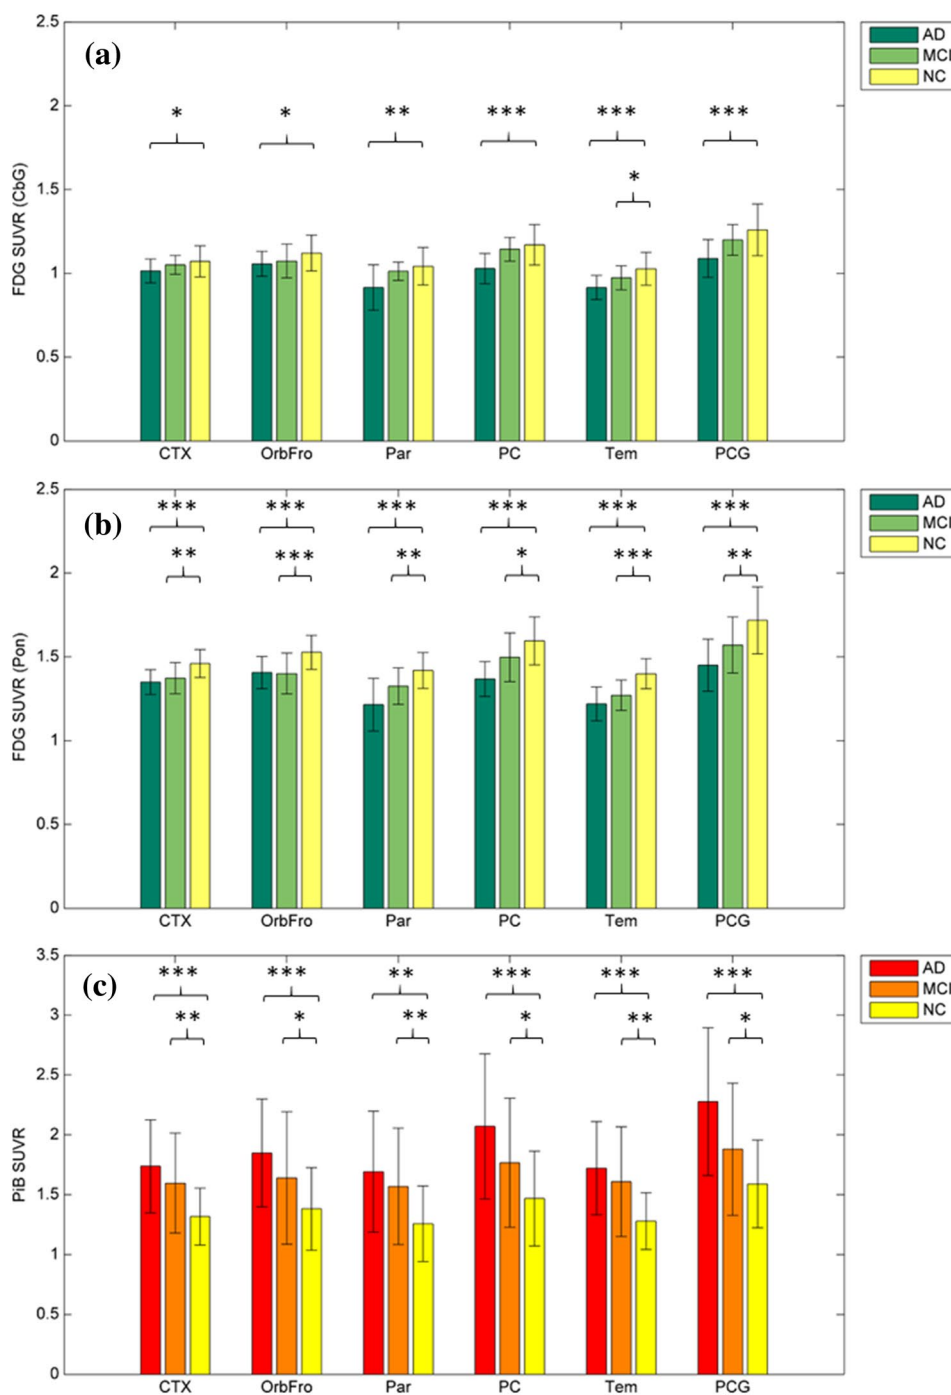 2.5
(a)
AD
MCI
NC
2
* * ** *** *** ***
1.5
*
FDG SUVR (CbG)
1
0.5
0
CTX OrbFro Par PC Tem PCG
2.5
*** *** *** *** *** ***
(b)
AD
MCI
NC
** *** ** * *** **
2
1.5
FDG SUVR (Pon)
1
0.5
0
CTX OrbFro Par PC Tem PCG
3.5
*** *** ** *** *** ***
(c)
AD
MCI
NC
3
** * ** * ** *
2.5
2
PiB SUVR
1.5
1
0.5
0
CTX OrbFro Par PC Tem PCG